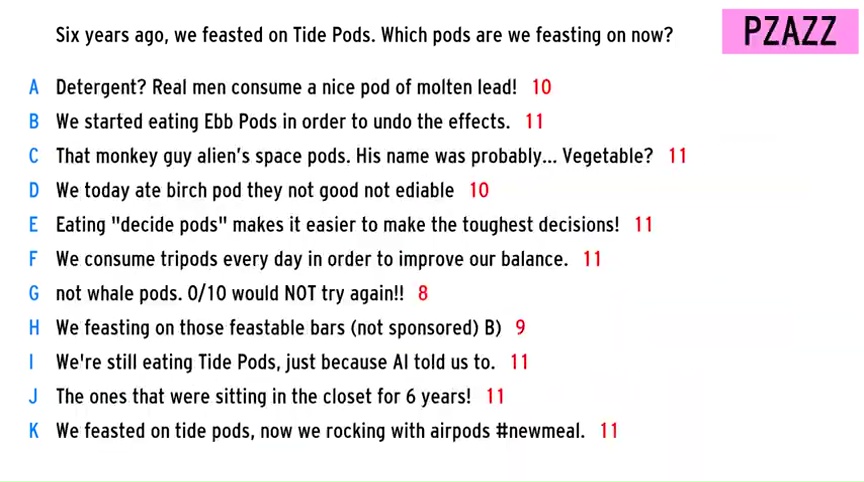 Six years ago, we feasted on Tide Pods. Which pods are we feasting on now?
PZAZZ
A Detergent? Real men consume a nice pod of molten lead! 10
B We started eating Ebb Pods in order to undo the effects. 11
C That monkey guy alien's space pods. His name was probably... Vegetable? 11
D We today ate birch pod they not good not ediable 10
E Eating "decide pods" makes it easier to make the toughest decisions! 11
F We consume tripods every day in order to improve our balance. 11
G not whale pods. 0/10 would NOT try again!! 8
H We feasting on those feastable bars (not sponsored) B) 9
I We're still eating Tide Pods, just because AI told us to. 11
J The ones that were sitting in the closet for 6 years! 11
K We feasted on tide pods, now we rocking with airpods #newmeal. 11